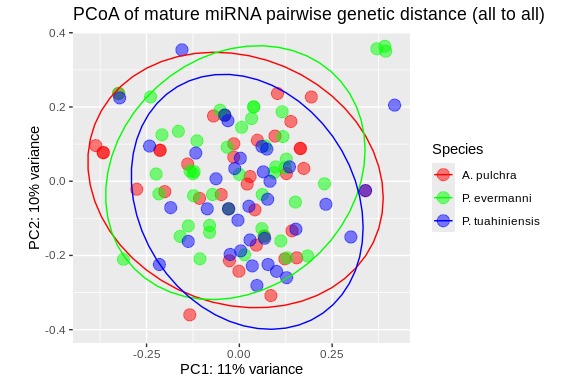 PCoA of mature miRNA pairwise genetic distance (all to all)
0.4
0.2
0.0
-0.2
-0.4
PC2: 10% variance
-0.25
0.00
0.25
PC1: 11% variance
Species
A. pulchra
P. evermanni
P. tuahiniensis